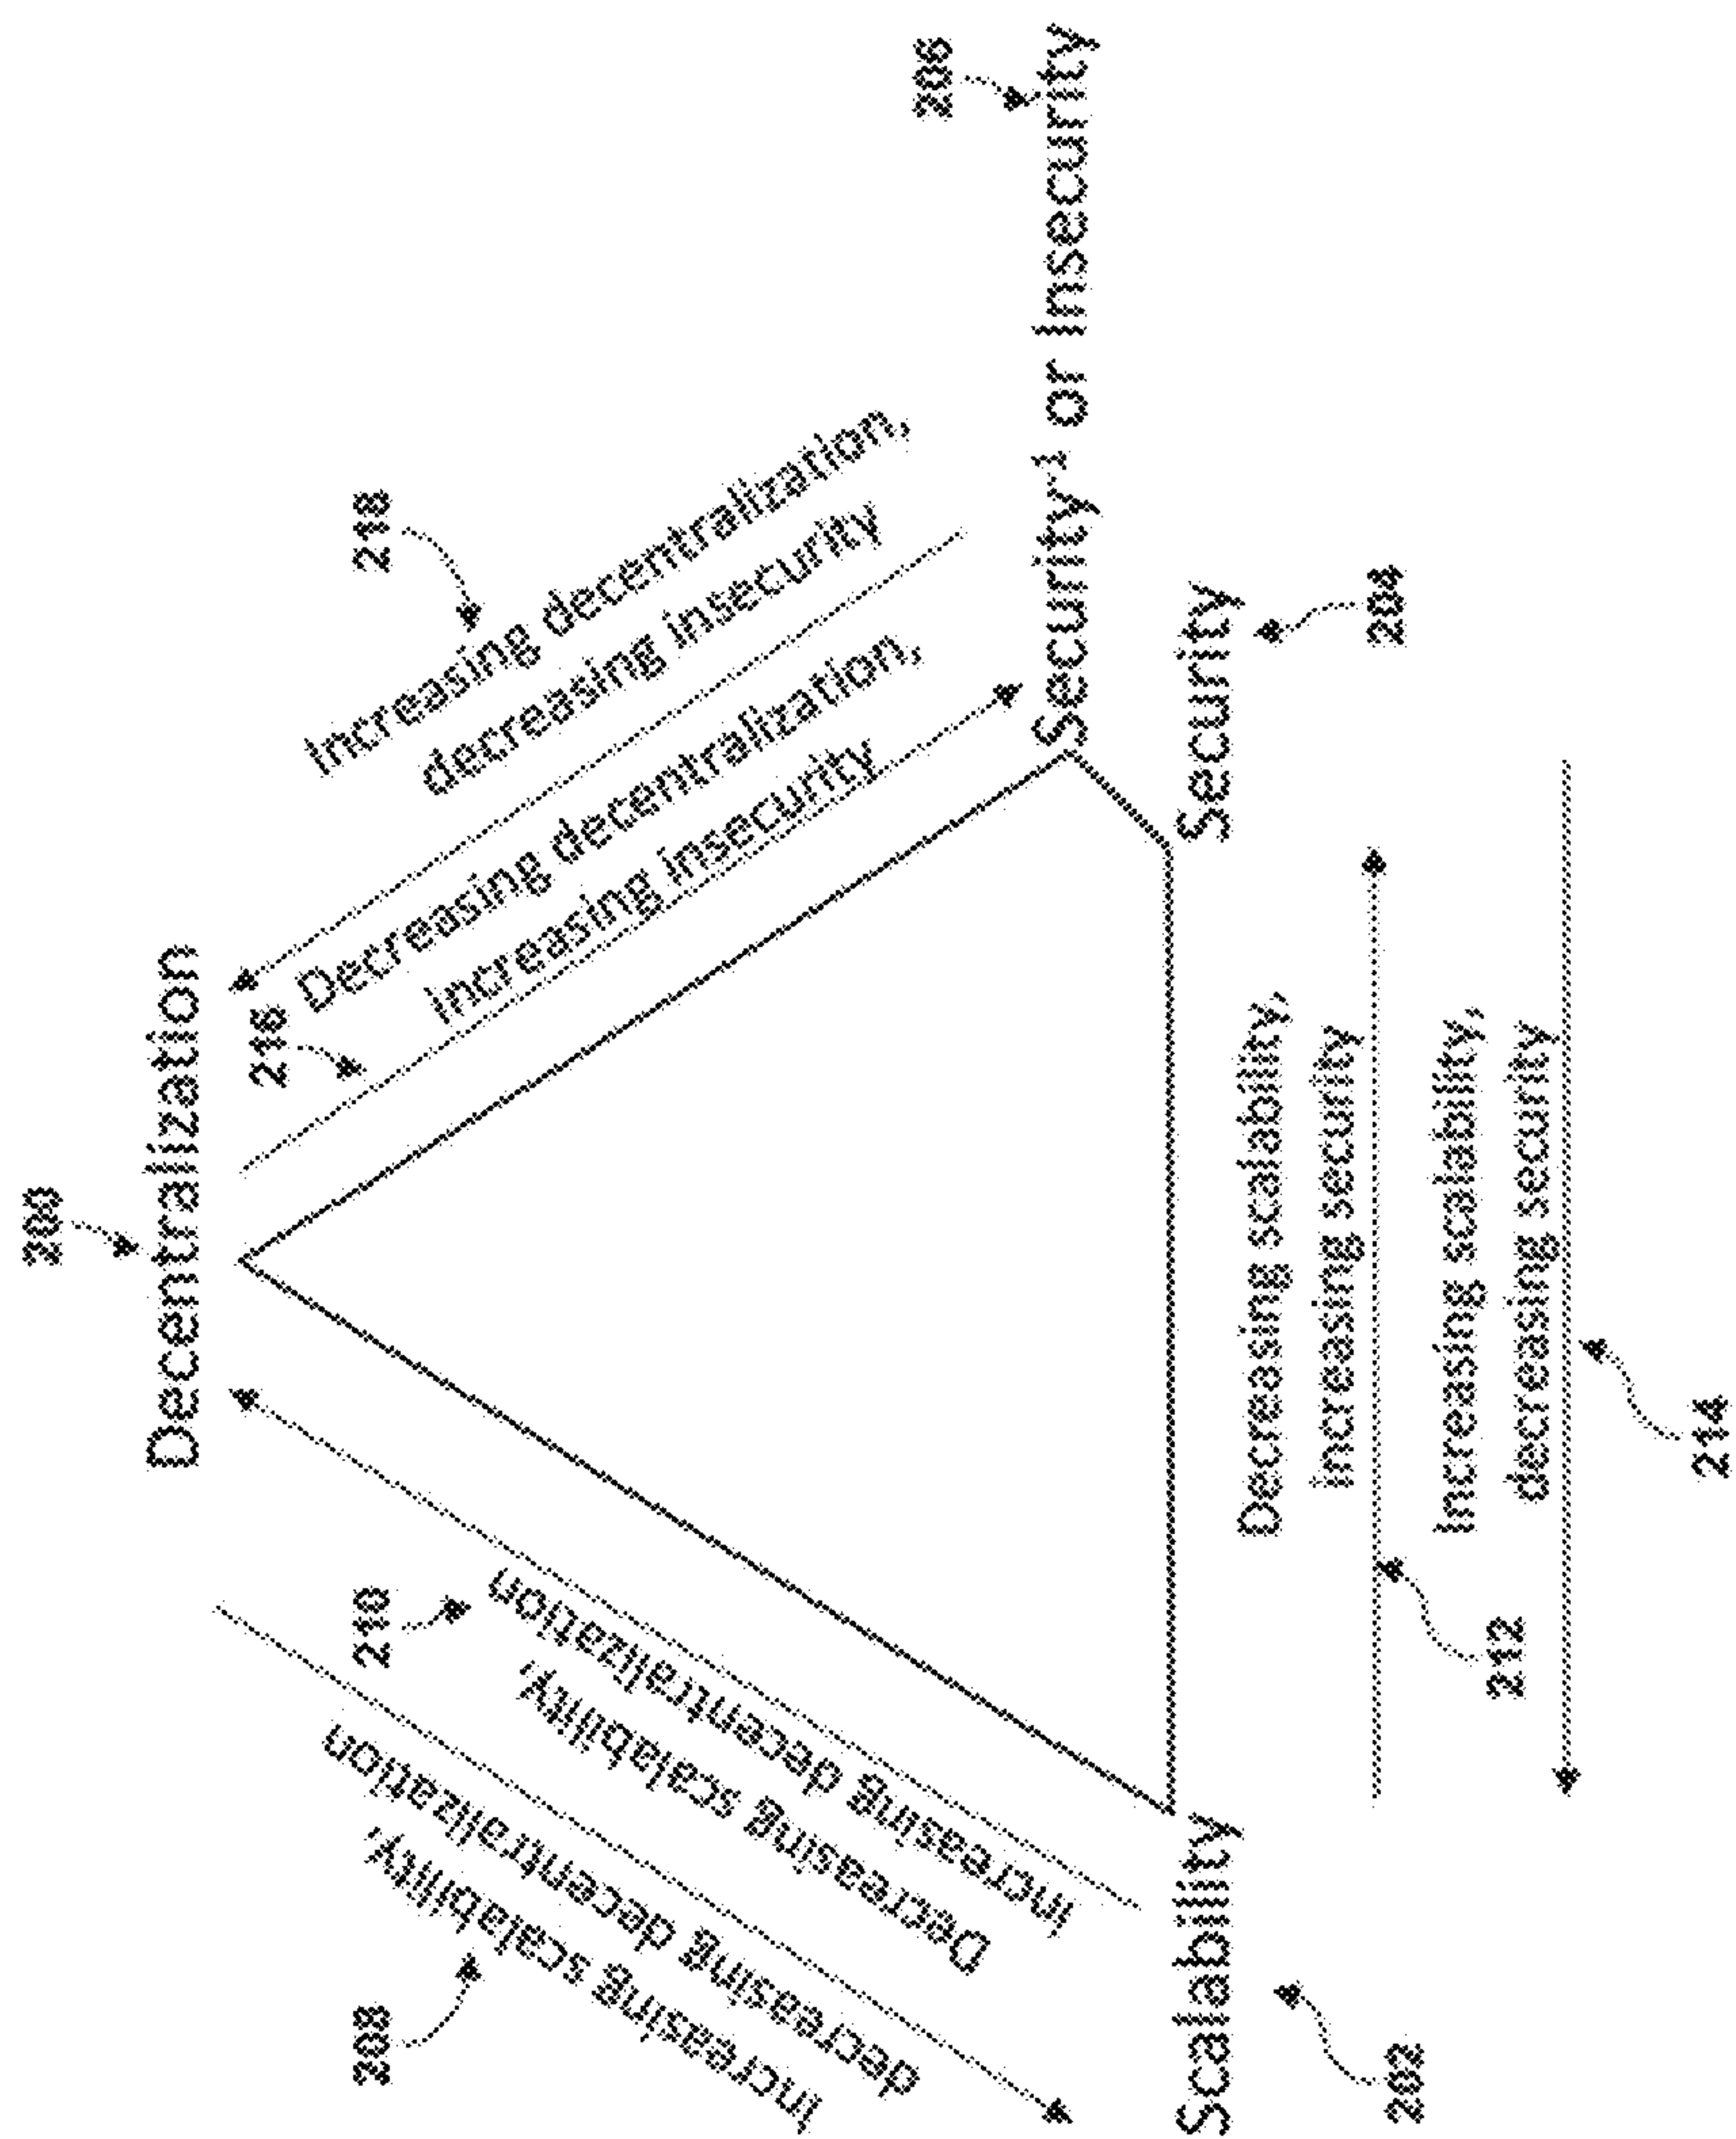 200
Decentralization
208
increasing scalability,
decreasing decentralization
210
Decreasing scalability,
increasing decentralization
216
Decreasing decentralization,
increasing insecurity
218
Increasing decentralization,
decreasing insecurity
206
Security⁻¹ or Insecurity
Scalability
202
Security
204
Decreasing scalability,
increasing security
212
Increasing scalability,
decreasing security
214